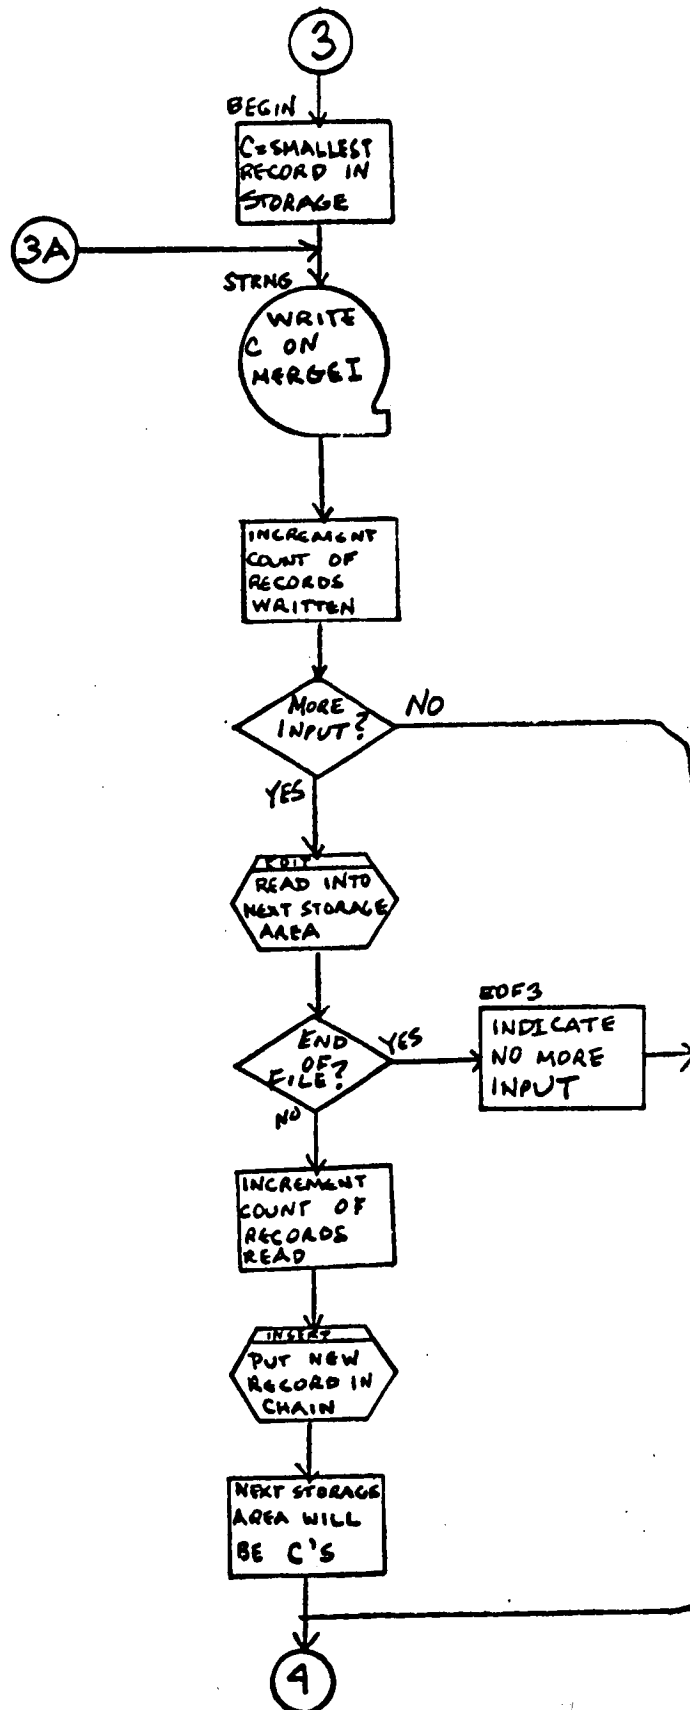 3
BEGIN
C=SMALLEST
RECORD IN
STORAGE
3A
STRNG
WRITE
C ON
MERGE I
INCREMENT
COUNT OF
RECORDS
WRITTEN
MORE
INPUT?
NO
YES
EDIT
READ INTO
NEXT STORAGE
AREA
END
OF
FILE?
YES
EOF3
INDICATE
NO MORE
INPUT
NO
INCREMENT
COUNT OF
RECORDS
READ
INSERT
PUT NEW
RECORD IN
CHAIN
NEXT STORAGE
AREA WILL
BE C'S
4